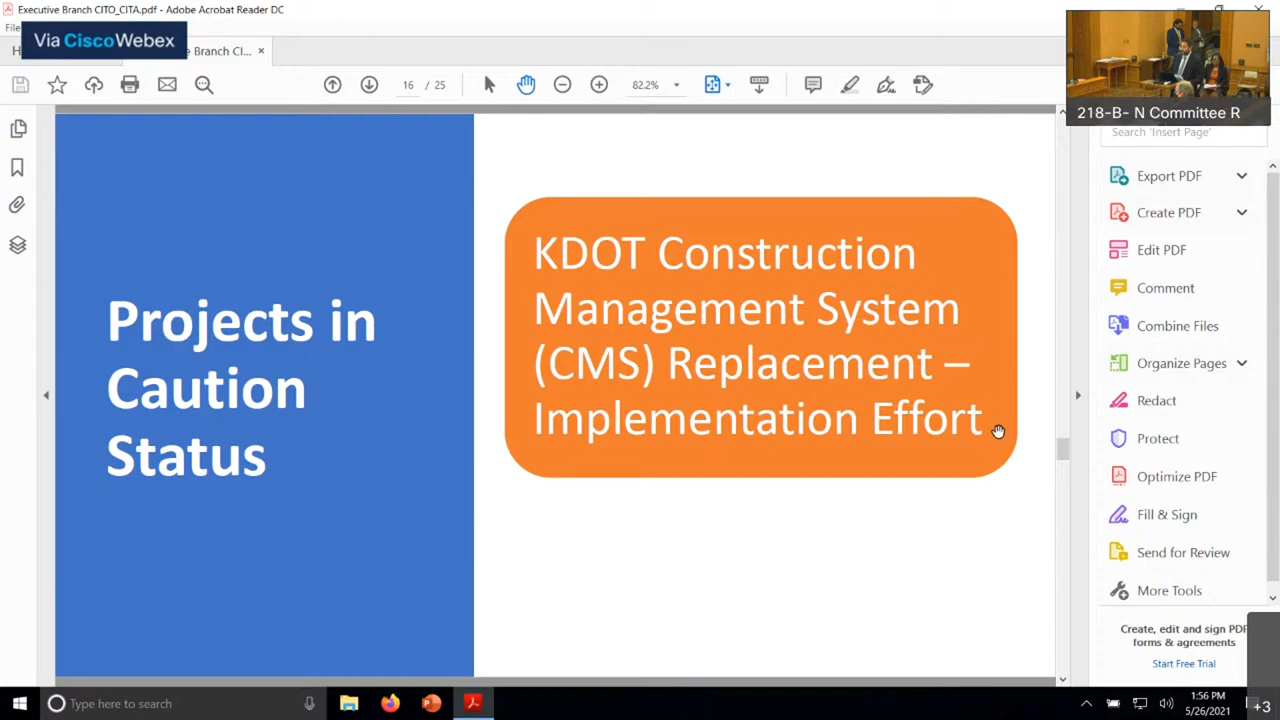 Executive Branch CITO_CITA.pdf - Adobe Acrobat Reader DC
Via CiscoWebex
e Branch CI... ×
16 / 25
82.2%
218-B- N Committee R
Search 'Insert Page'
Projects in
Caution
Status
KDOT Construction
Management System
(CMS) Replacement –
Implementation Effort
Export PDF
Create PDF
Edit PDF
Comment
Combine Files
Organize Pages
Redact
Protect
Optimize PDF
Fill & Sign
Send for Review
More Tools
Create, edit and sign PDF
forms & agreements
Start Free Trial
Type here to search
1:56 PM
5/26/2021
+3